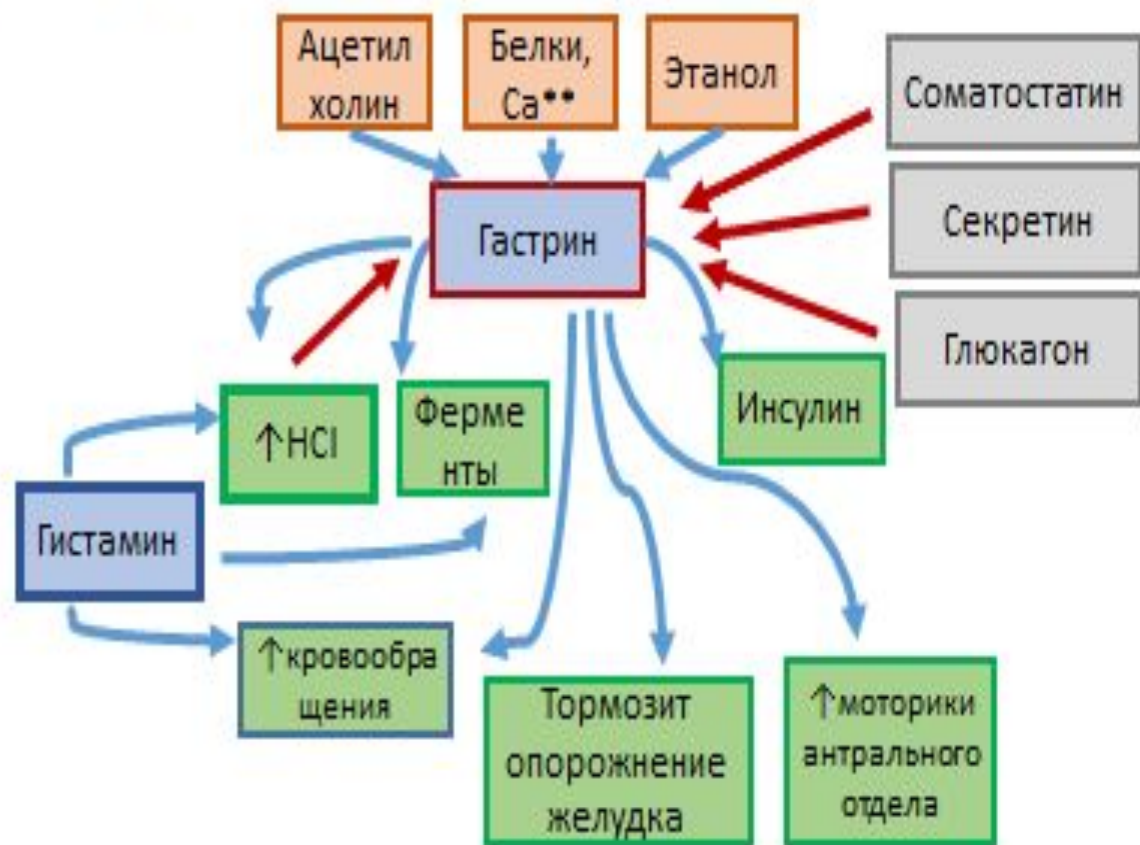 Ацетил
холин
Белки,
Ca**
Этанол
Соматостатин
Секретин
Глюкагон
Гастрин
↑HCl
Ферме
нты
Инсулин
Гистамин
↑кровообра
щения
Тормозит
опорожнение
желудка
↑моторики
антрального
отдела